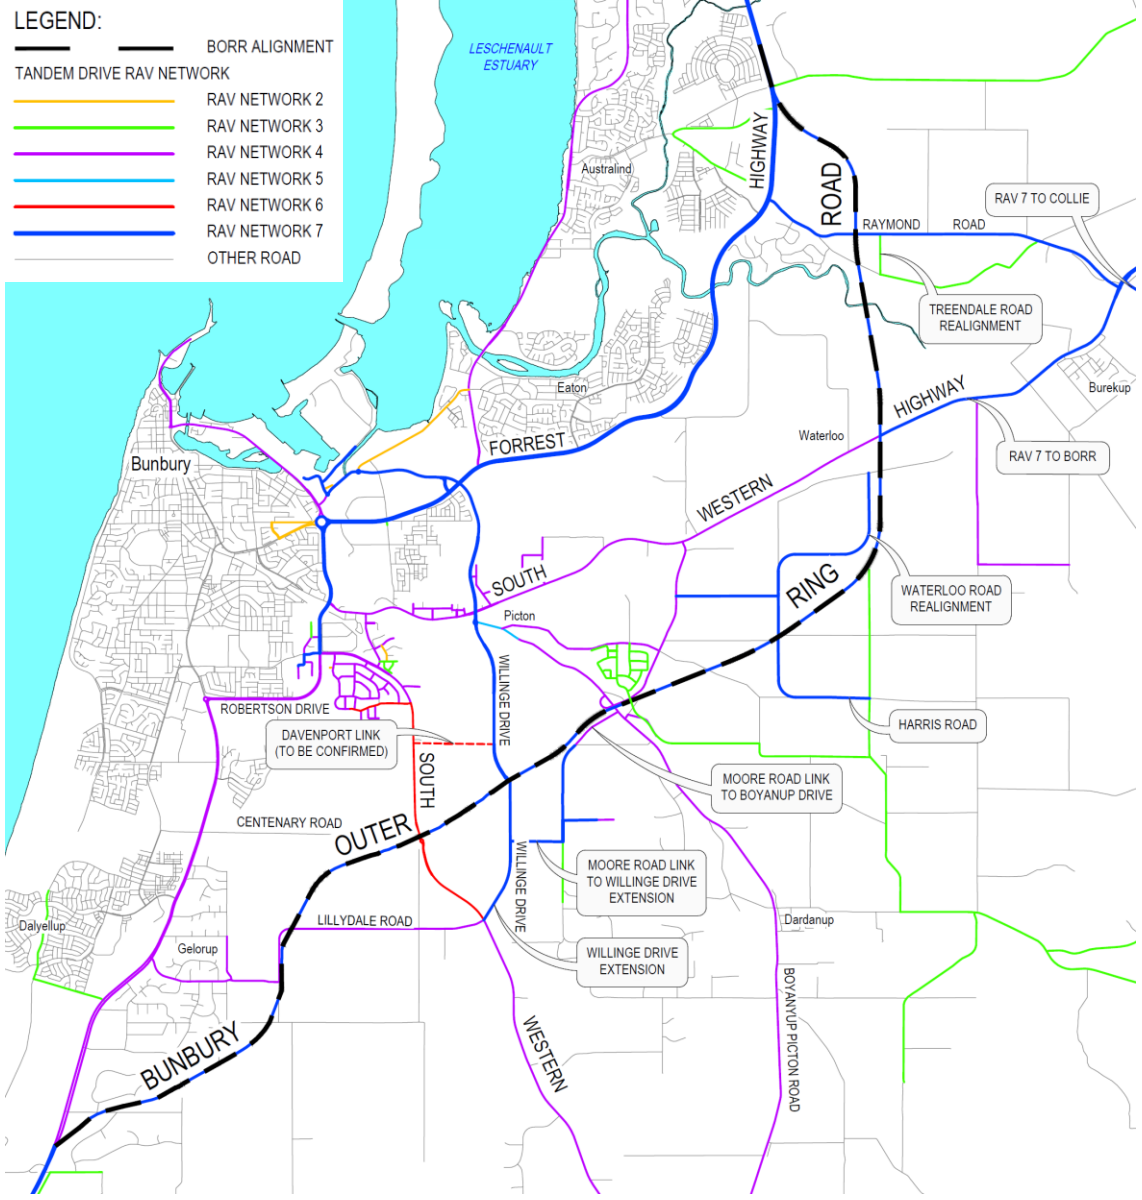 LEGEND:
BORR ALIGNMENT
TANDEM DRIVE RAV NETWORK
RAV NETWORK 2
RAV NETWORK 3
RAV NETWORK 4
RAV NETWORK 5
RAV NETWORK 6
RAV NETWORK 7
OTHER ROAD
LESCHENAULT
ESTUARY
HIGHWAY
Australind
ROAD
RAV 7 TO COLLIE
RAYMOND ROAD
TREENDALE ROAD
REALIGNMENT
Eaton
HIGHWAY
Burekup
Waterloo
FORREST
RAV 7 TO BORR
Bunbury
WESTERN
SOUTH
RING
WATERLOO ROAD
REALIGNMENT
Picton
WILLINGE DRIVE
ROBERTSON DRIVE
DAVENPORT LINK
(TO BE CONFIRMED)
HARRIS ROAD
SOUTH
MOORE ROAD LINK
TO BOYANUP DRIVE
CENTENARY ROAD
OUTER
WILLINGE DRIVE
MOORE ROAD LINK
TO WILLINGE DRIVE
EXTENSION
LILLYDALE ROAD
Dardanup
Dalyellup
Gelorup
WILLINGE DRIVE
EXTENSION
BOYANYUP PICTON ROAD
WESTERN
BUNBURY